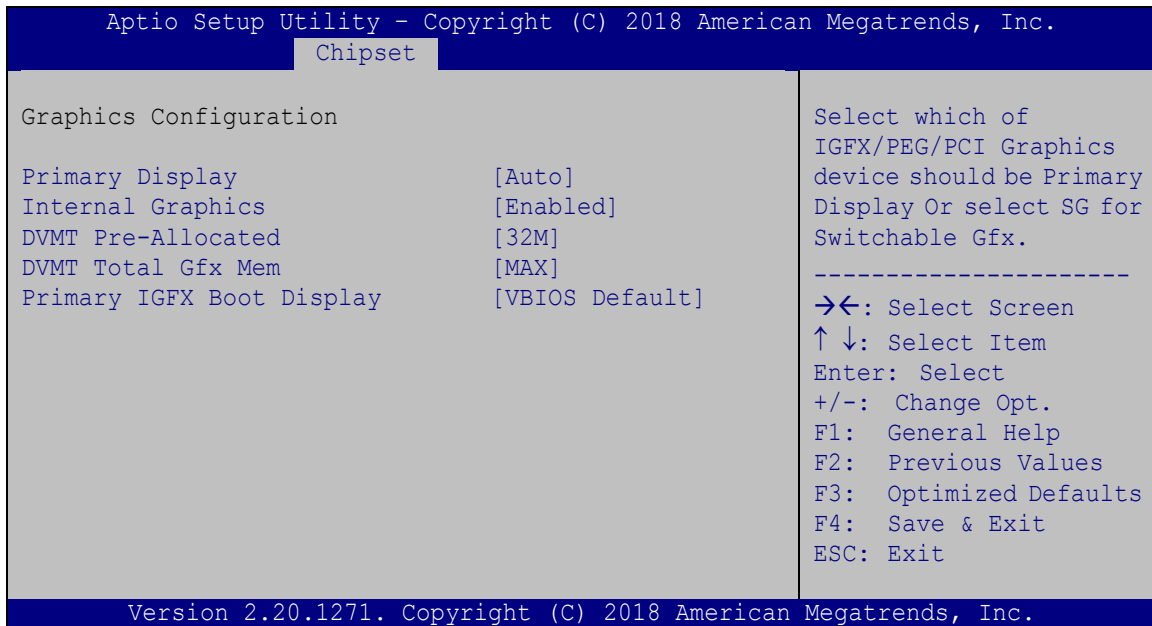 Aptio Setup Utility – Copyright (C) 2018 American Megatrends, Inc.
Chipset
Graphics Configuration
Primary Display [Auto]
Internal Graphics [Enabled]
DVMT Pre-Allocated [32M]
DVMT Total Gfx Mem [MAX]
Primary IGFX Boot Display [VBIOS Default]
Select which of
IGFX/PEG/PCI Graphics
device should be Primary
Display Or select SG for
Switchable Gfx.
----------------------
→←: Select Screen
↑ ↓: Select Item
Enter: Select
+/-: Change Opt.
F1: General Help
F2: Previous Values
F3: Optimized Defaults
F4: Save & Exit
ESC: Exit
Version 2.20.1271. Copyright (C) 2018 American Megatrends, Inc.